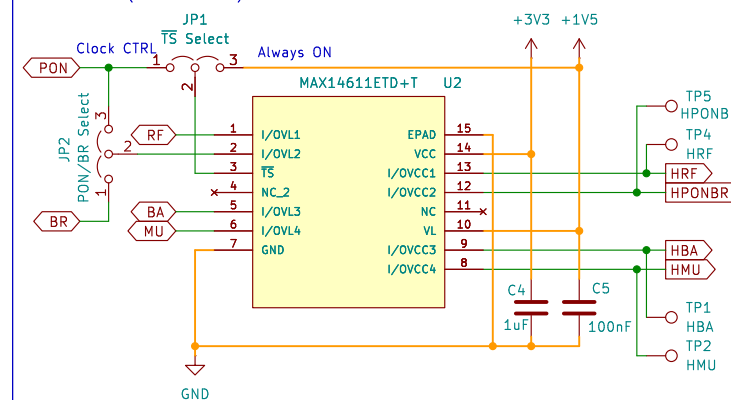 JP1
TS Select
+3V3 +1V5
Clock CTRL
Always ON
PON
1
3
2
MAX14611ETD+T U2
JP2
PON/BR Select
3
2
1
RF
BR
BA
MU
1 I/OVL1
2 I/OVL2
3 TS
4 NC_2
5 I/OVL3
6 I/OVL4
7 GND
EPAD 15
VCC 14
I/OVCC1 13
I/OVCC2 12
NC 11
VL 10
I/OVCC3 9
I/OVCC4 8
TP5
HPONB
TP4
HRF
HRF
HPONBR
HBA
HMU
C4
1uF
C5
100nF
TP1
HBA
TP2
HMU
GND